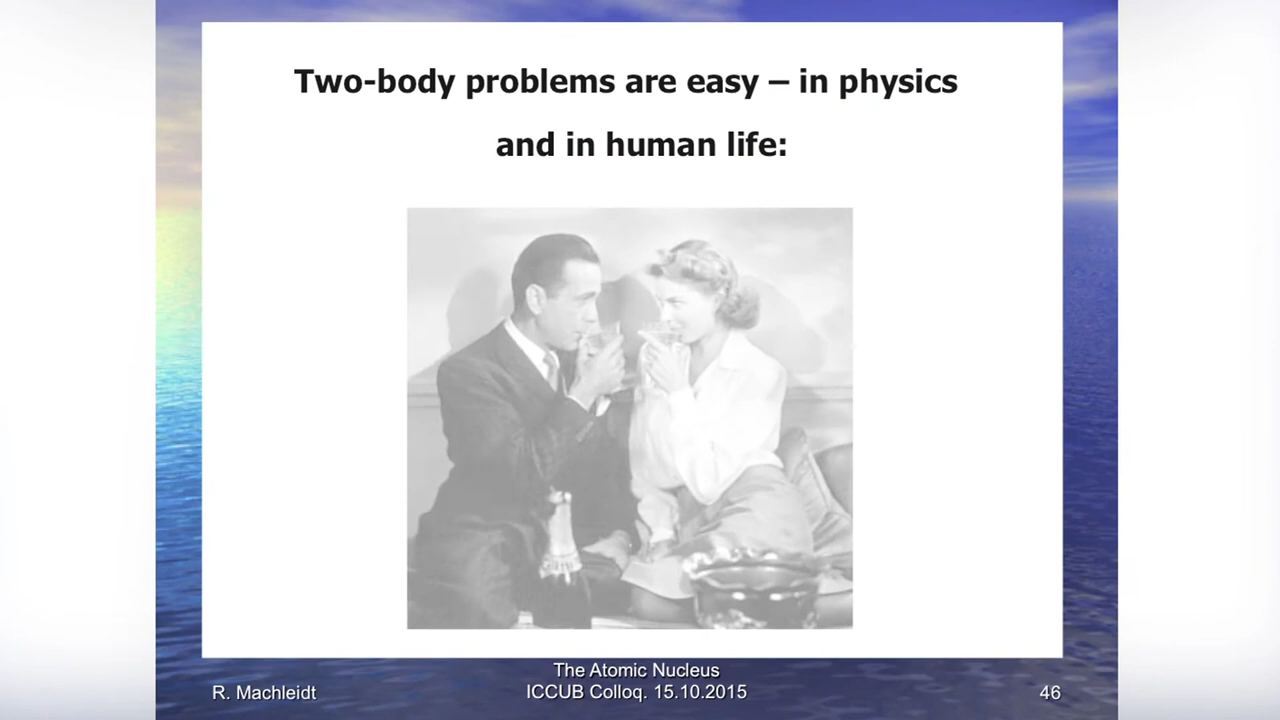 Two-body problems are easy – in physics
and in human life:
The Atomic Nucleus
R. Machleidt
ICCUB Colloq. 15.10.2015
46